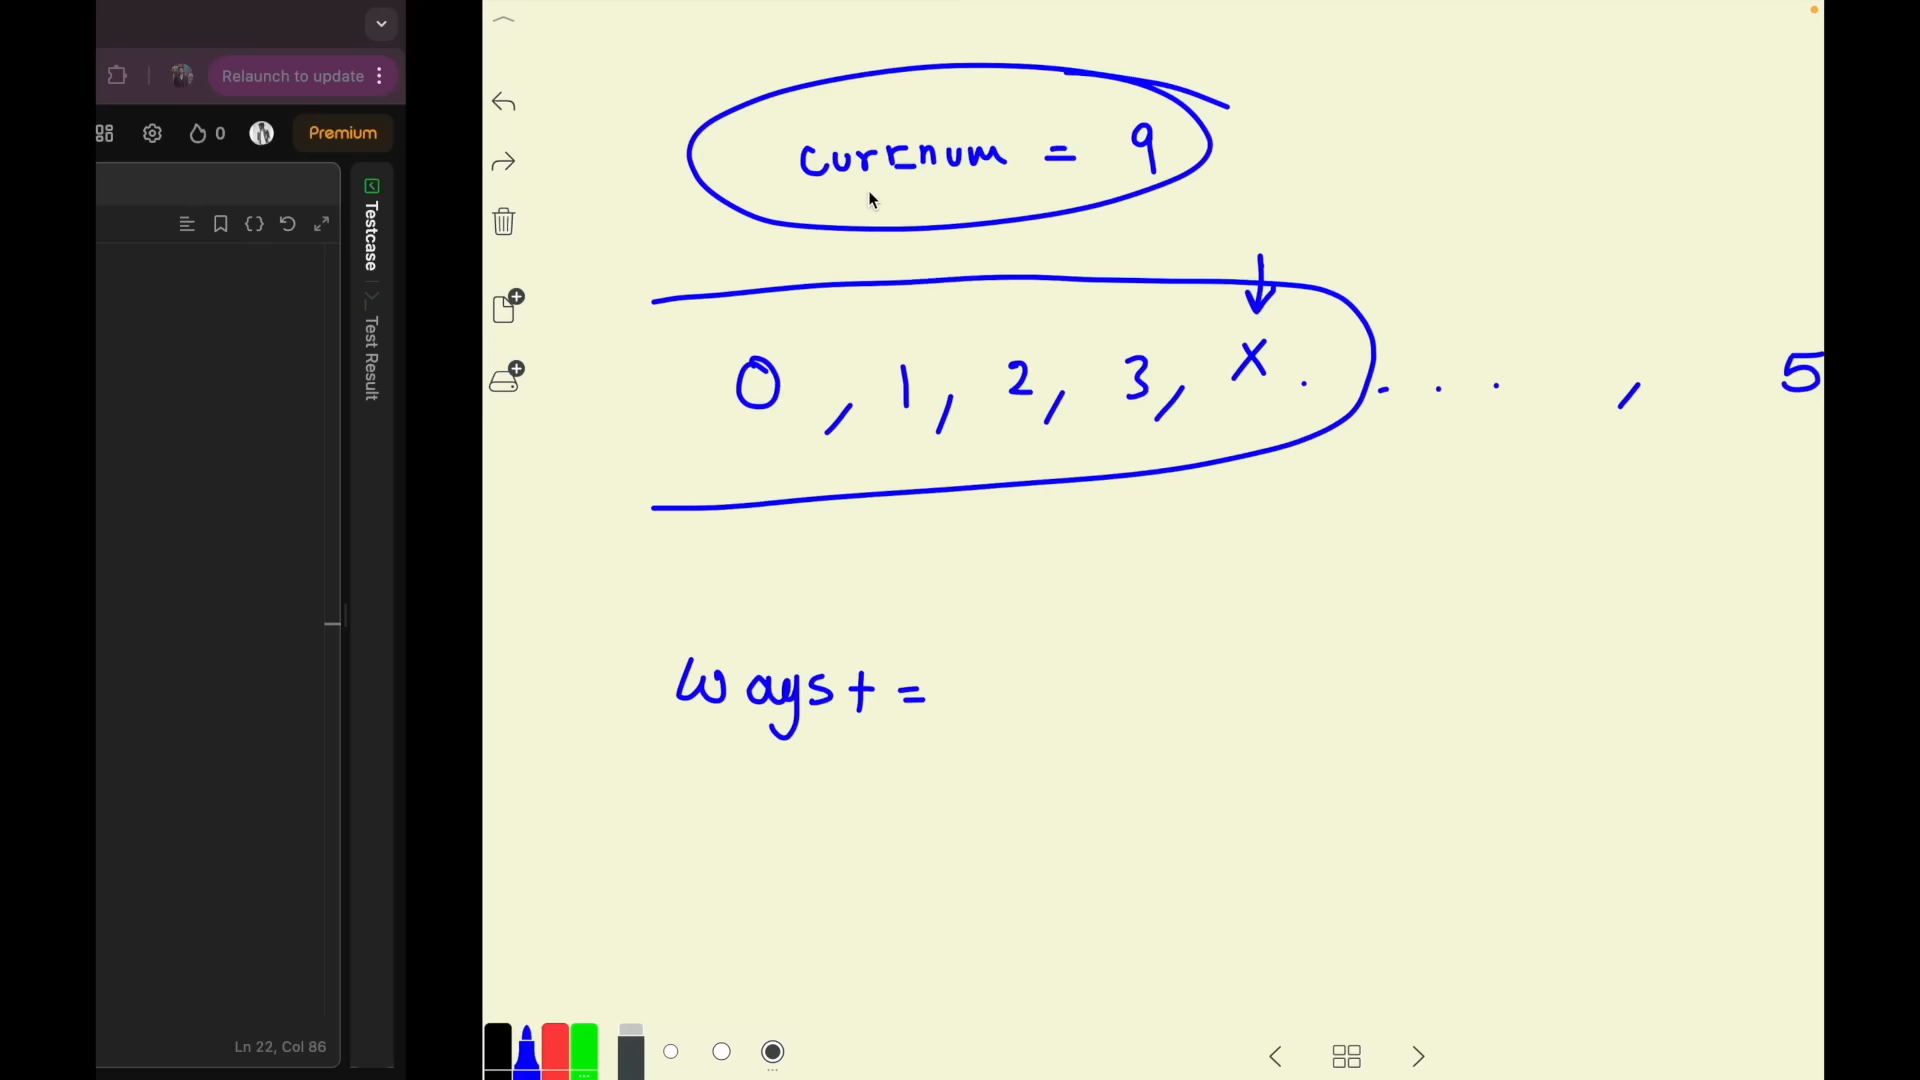 Relaunch to update
0 Premium
Testcase
Test Result
Ln 22, Col 86
currnum = 9
0 , 1 , 2 , 3 , x . . . . , 5
ways + =